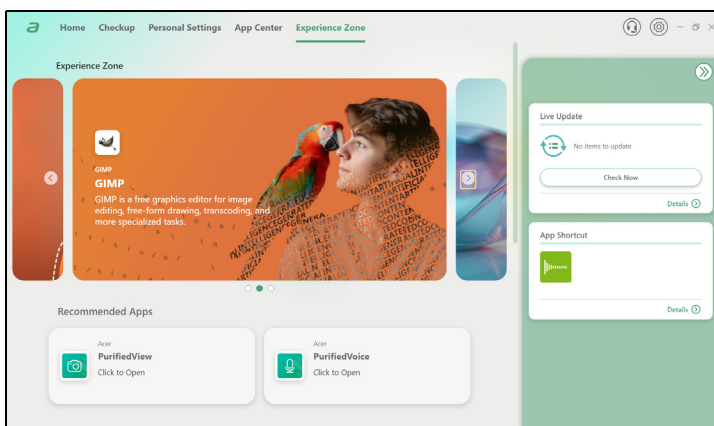 a
Home Checkup Personal Settings App Center Experience Zone
Experience Zone
GIMP
GIMP
GIMP is a free graphics editor for image
editing, free-form drawing, transcoding, and
more specialized tasks.
Recommended Apps
Acer
PurifiedView
Click to Open
Acer
PurifiedVoice
Click to Open
Live Update
No items to update
Check Now
Details
App Shortcut
Details